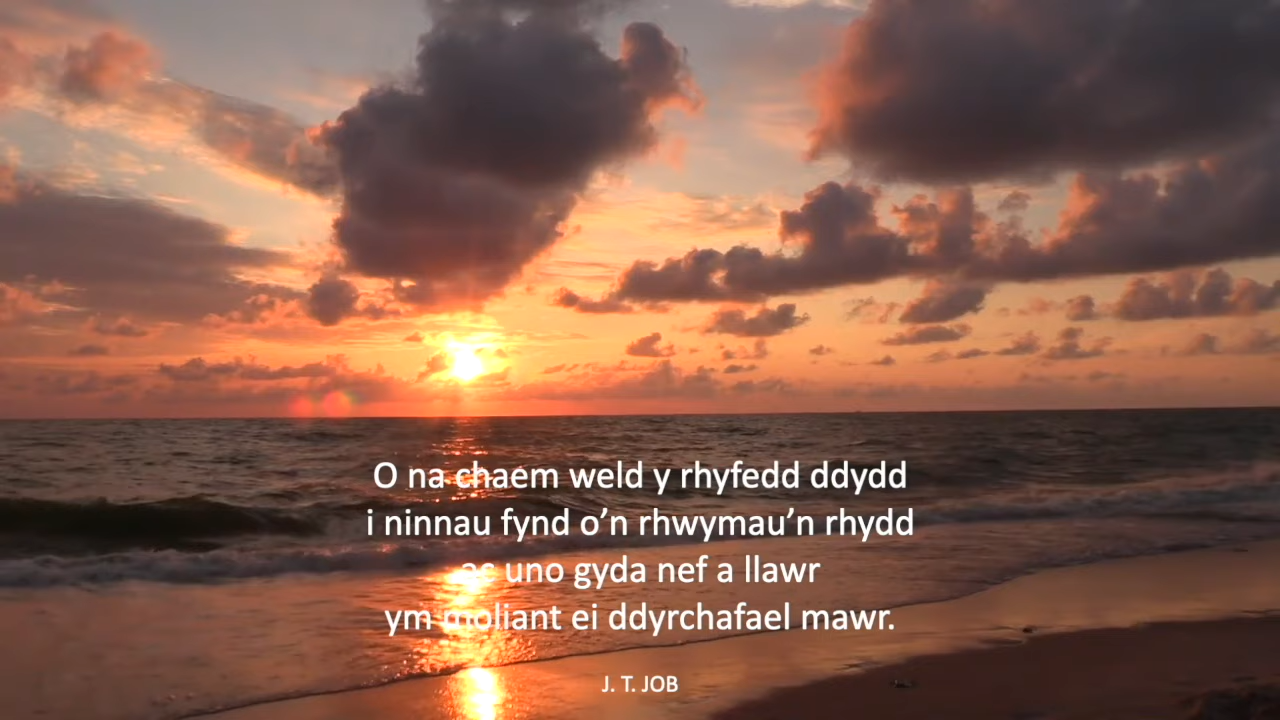 O na chaem weld y rhyfedd ddydd
i ninnau fynd o’n rhwymau’n rhydd
ac uno gyda nef a llawr
ym moliant ei ddyrchafael mawr.
J. T. JOB